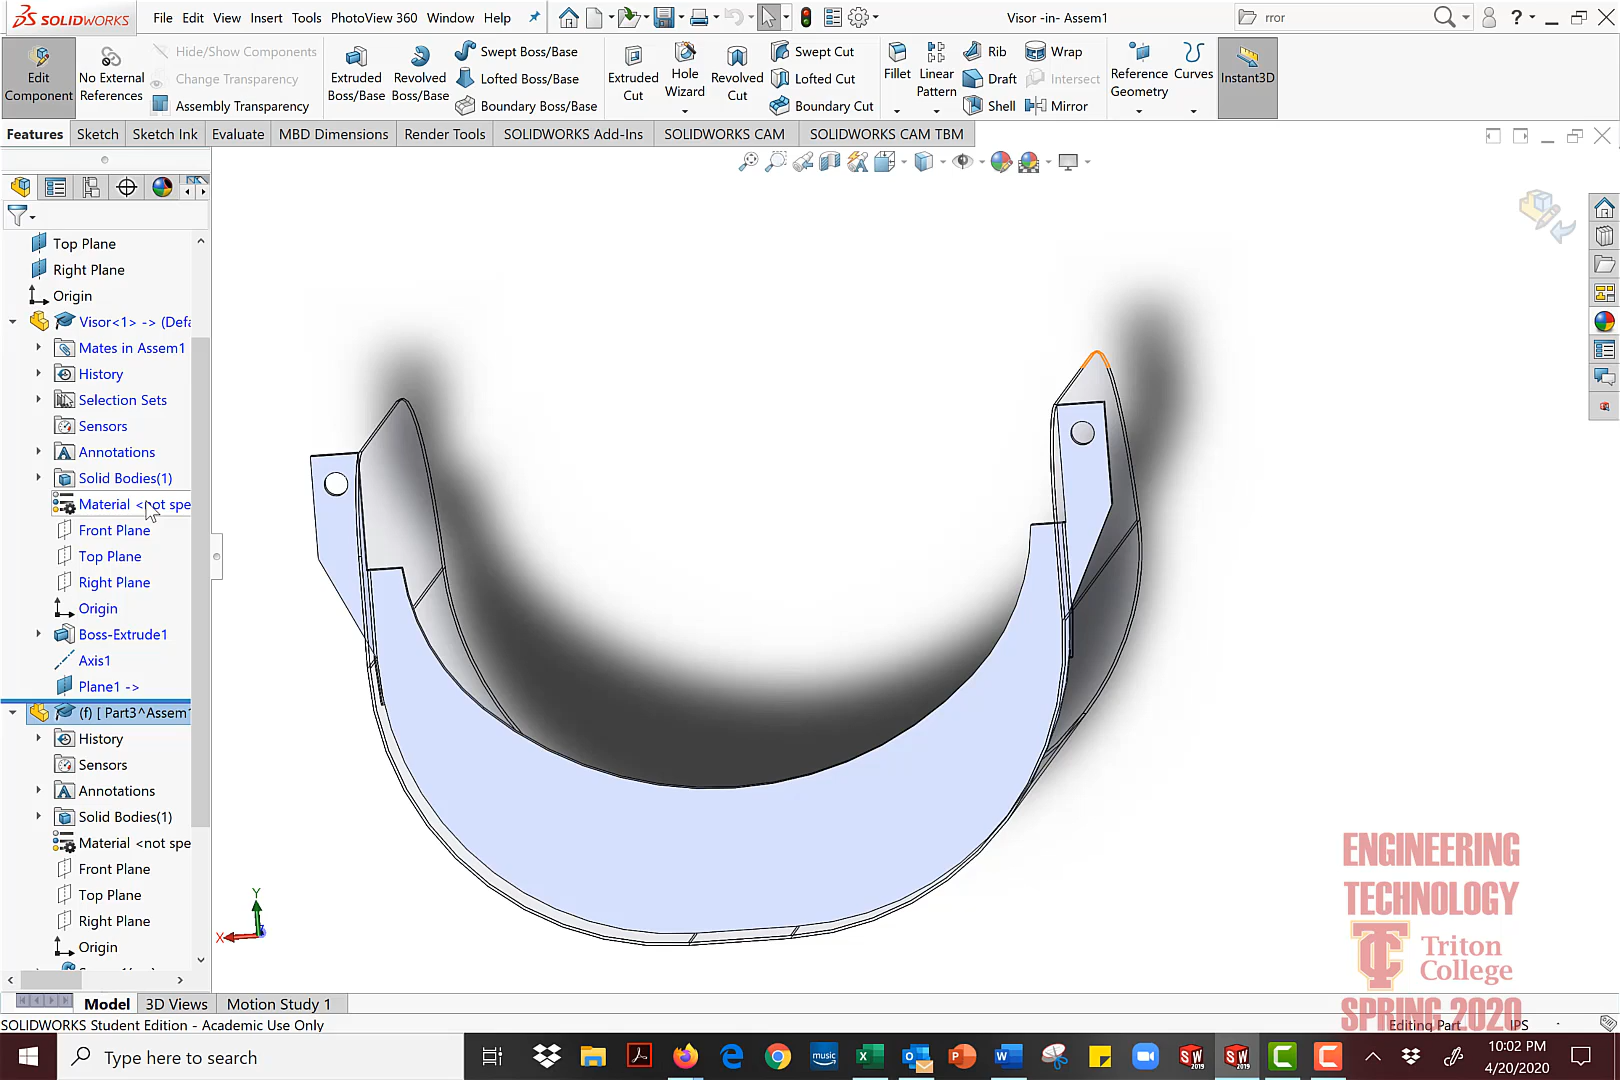 SOLIDWORKS
File Edit View Insert Tools PhotoView 360 Window Help
Visor -in- Assem1
rror
Edit Component
No External References
Hide/Show Components
Change Transparency
Assembly Transparency
Extruded Boss/Base
Revolved Boss/Base
Swept Boss/Base
Lofted Boss/Base
Boundary Boss/Base
Extruded Cut
Hole Wizard
Revolved Cut
Swept Cut
Lofted Cut
Boundary Cut
Fillet
Linear Pattern
Rib
Draft
Shell
Wrap
Intersect
Mirror
Reference Geometry
Curves
Instant3D
Features Sketch Sketch Ink Evaluate MBD Dimensions Render Tools SOLIDWORKS Add-Ins SOLIDWORKS CAM SOLIDWORKS CAM TBM
Top Plane
Right Plane
Origin
Visor<1> -> (Defa
Mates in Assem1
History
Selection Sets
Sensors
Annotations
Solid Bodies(1)
Material <not spe
Front Plane
Top Plane
Right Plane
Origin
Boss-Extrude1
Axis1
Plane1 ->
(f) [ Part3^Assem1
History
Sensors
Annotations
Solid Bodies(1)
Material <not spe
Front Plane
Top Plane
Right Plane
Origin
Y
X
ENGINEERING
TECHNOLOGY
TC Triton College
SPRING 2020
Model 3D Views Motion Study 1
SOLIDWORKS Student Edition - Academic Use Only
Editing Part IPS
Type here to search
music
SW 2019
SW 2019
10:02 PM
4/20/2020